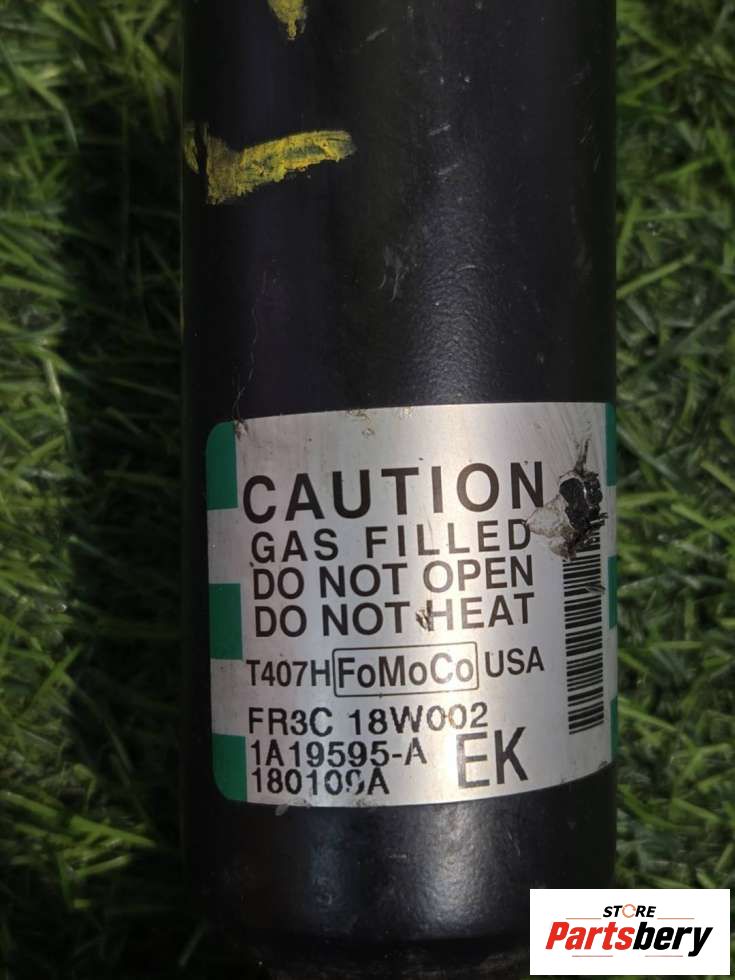 CAUTION
GAS FILLED
DO NOT OPEN
DO NOT HEAT
T407H FoMoCo USA
FR3C 18W002
1A19595-A EK
STORE
Partsbery